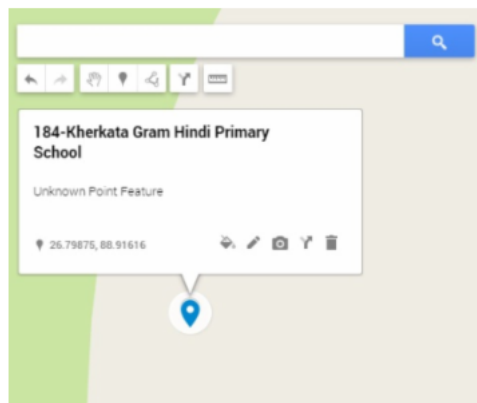 184-Kherkata Gram Hindi Primary
School
Unknown Point Feature
26.79875, 88.91616